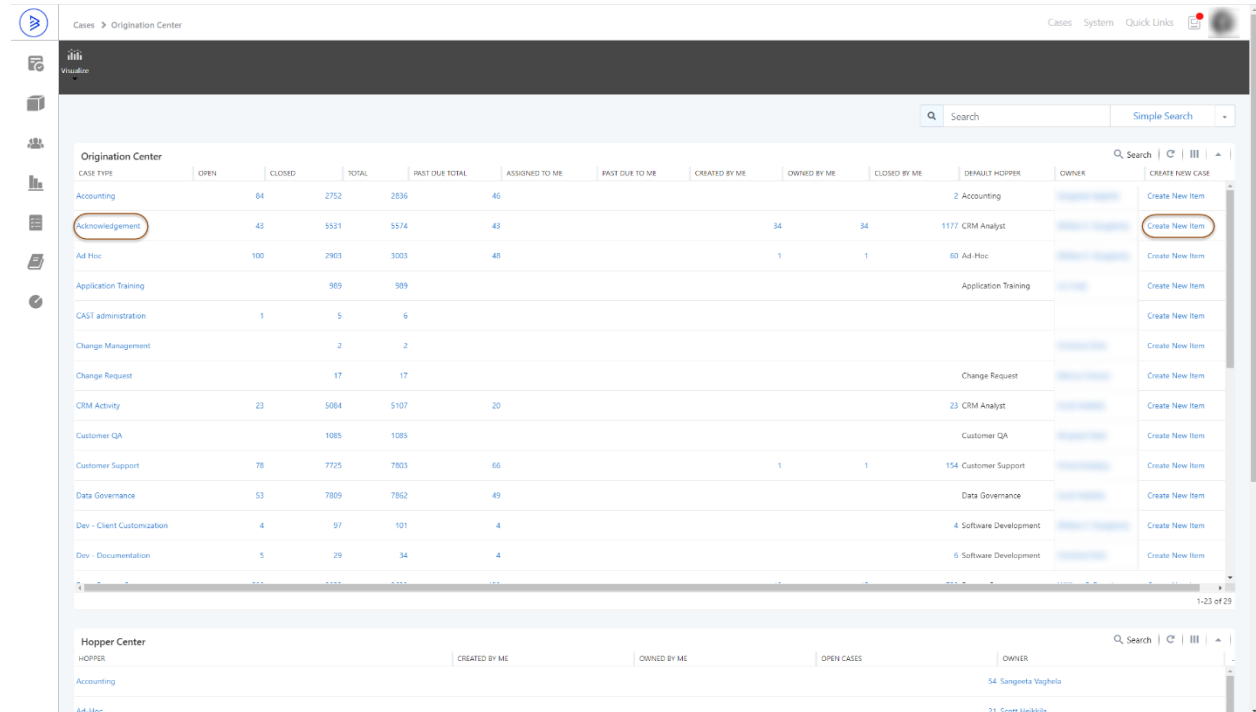 Cases > Origination Center
Cases System Quick Links
Visualize
Search Simple Search
Origination Center Search
CASE TYPE OPEN CLOSED TOTAL PAST DUE TOTAL ASSIGNED TO ME PAST DUE TO ME CREATED BY ME OWNED BY ME CLOSED BY ME DEFAULT HOPPER OWNER CREATE NEW CASE
Accounting 84 2752 2836 46 2 Accounting Create New Item
Acknowledgement 43 5531 5574 43 34 34 1177 CRM Analyst Create New Item
Ad Hoc 100 2903 3003 48 1 1 60 Ad-Hoc Create New Item
Application Training 989 989 Application Training Create New Item
CAST administration 1 5 6 Create New Item
Change Management 2 2 Create New Item
Change Request 17 17 Change Request Create New Item
CRM Activity 23 5084 5107 20 23 CRM Analyst Create New Item
Customer QA 1085 1085 Customer QA Create New Item
Customer Support 78 7725 7803 66 1 1 154 Customer Support Create New Item
Data Governance 53 7809 7862 49 Data Governance Create New Item
Dev - Client Customization 4 97 101 4 4 Software Development Create New Item
Dev - Documentation 5 29 34 4 6 Software Development Create New Item
1-23 of 29
Hopper Center Search
HOPPER CREATED BY ME OWNED BY ME OPEN CASES OWNER
Accounting 54 Sangeeta Vaghela
Ad-Hoc 21 Scott Heikkila